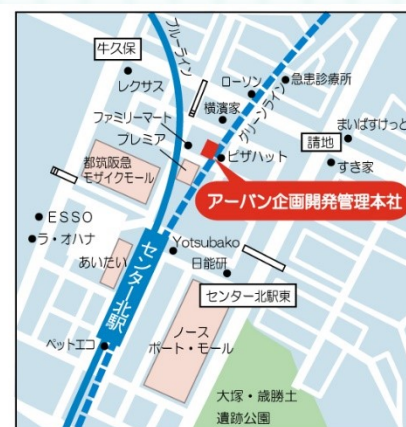 牛久保
レクサス
ブルーライン
ローソン
急患診療所
横濱家
グリーンライン
ファミリーマート
プレミア
まいばすけっと
請地
すき家
ピザハット
都筑阪急
モザイクモール
アーバン企画開発管理本社
ESSO
ラ・オハナ
あいたい
センター北駅
Yotsubako
日能研
センター北駅東
ノース
ポート・モール
ペットエコ
大塚・歳勝土
遺跡公園